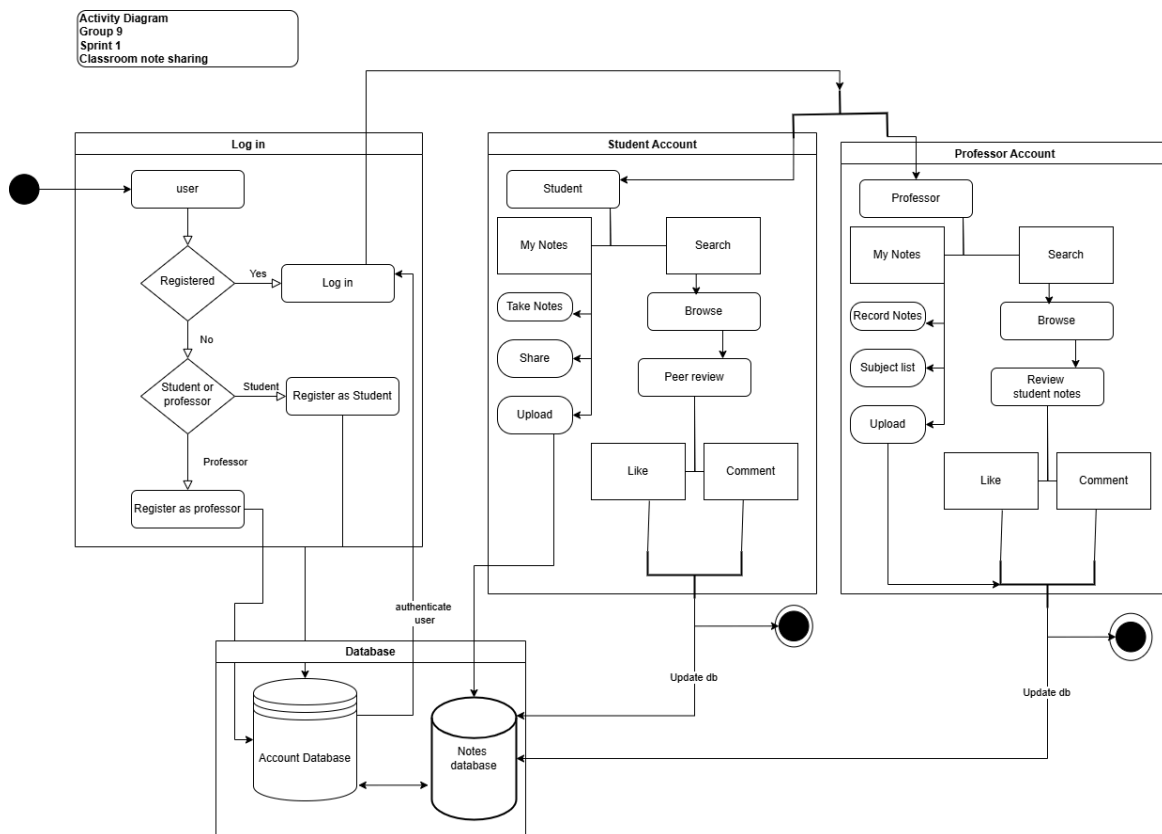 Activity Diagram
Group 9
Sprint 1
Classroom note sharing
Log in
user
Registered
Yes
Log in
No
Student or
professor
Student
Register as Student
Professor
Register as professor
Student Account
Student
My Notes
Search
Take Notes
Browse
Share
Peer review
Upload
Like
Comment
Professor Account
Professor
My Notes
Search
Record Notes
Browse
Subject list
Review
student notes
Upload
Like
Comment
authenticate
user
Update db
Update db
Database
Account Database
Notes
database